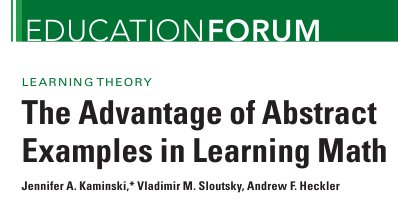 EDUCATIONFORUM
LEARNING THEORY
The Advantage of Abstract
Examples in Learning Math
Jennifer A. Kaminski,* Vladimir M. Sloutsky, Andrew F. Heckler